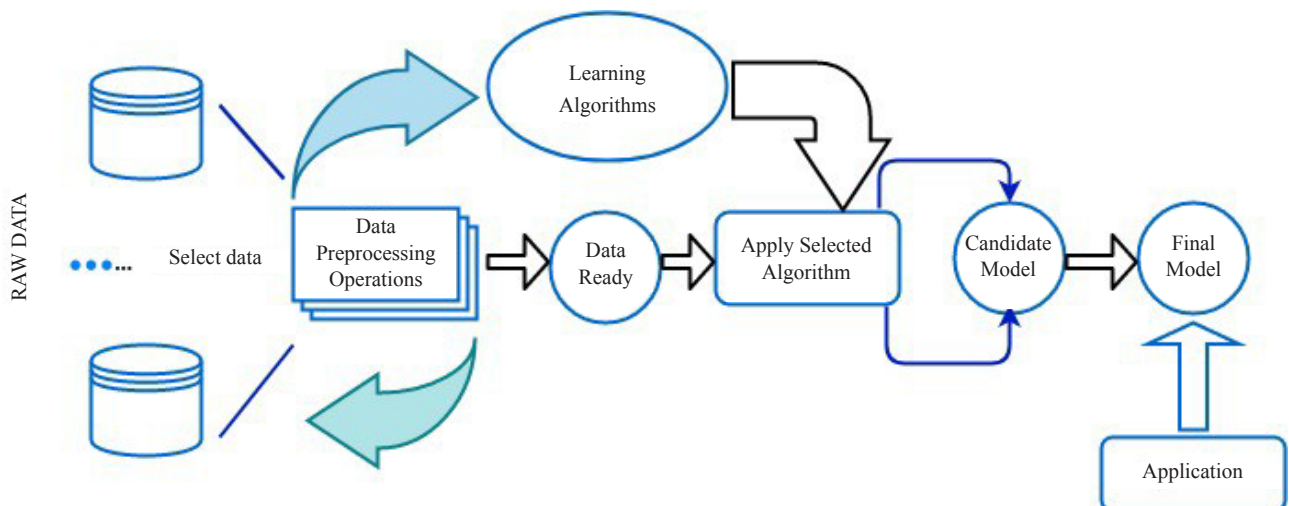 RAW DATA
Select data
Data
Preprocessing
Operations
Learning
Algorithms
Data
Ready
Apply Selected
Algorithm
Candidate
Model
Final
Model
Application